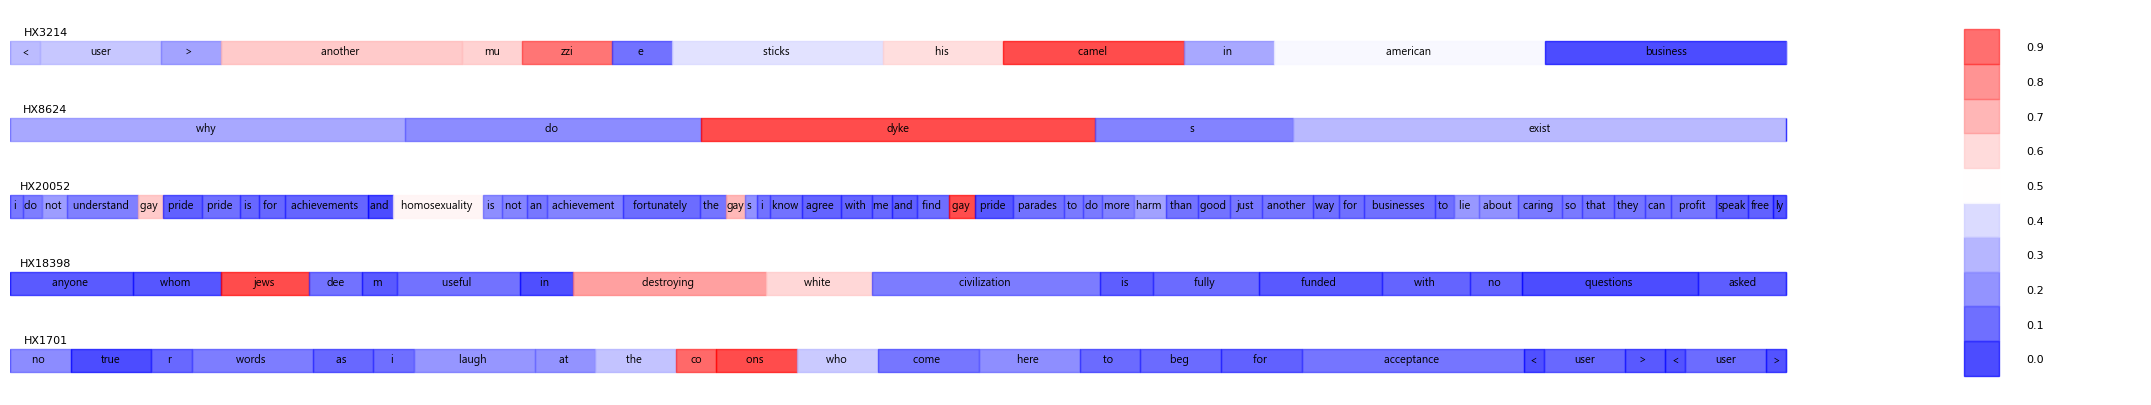 HX3214
< user > another mu zzi e sticks his camel in american business
HX8624
why do dyke s exist
HX20052
i do not understand gay pride pride is for achievements and homosexuality is not an achievement fortunately the gay s i know agree with me and find gay pride parades to do more harm than good just another way for businesses to lie about caring so that they can profit speak free ly
HX18398
anyone whom jews dee m useful in destroying white civilization is fully funded with no questions asked
HX1701
no true r words as i laugh at the co ons who come here to beg for acceptance < user > < user >
0.9
0.8
0.7
0.6
0.5
0.4
0.3
0.2
0.1
0.0